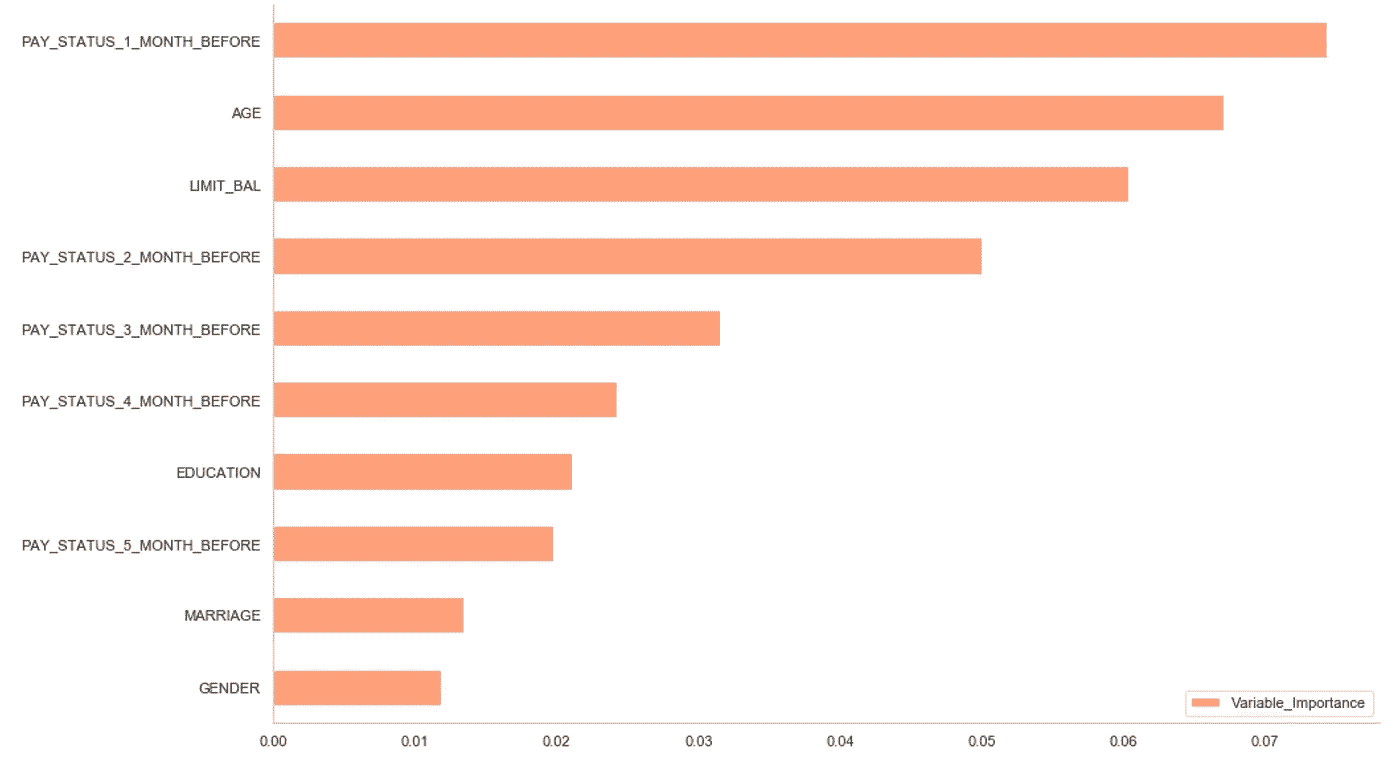 PAY_STATUS_1_MONTH_BEFORE
AGE
LIMIT_BAL
PAY_STATUS_2_MONTH_BEFORE
PAY_STATUS_3_MONTH_BEFORE
PAY_STATUS_4_MONTH_BEFORE
EDUCATION
PAY_STATUS_5_MONTH_BEFORE
MARRIAGE
GENDER
Variable_Importance
0.00 0.01 0.02 0.03 0.04 0.05 0.06 0.07